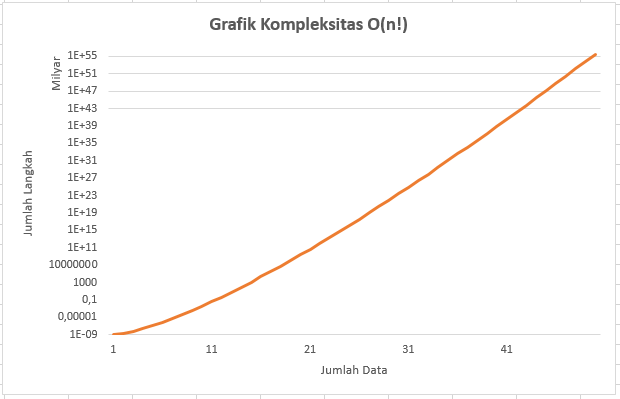 Grafik Kompleksitas O(n!)
Milyar
Jumlah Langkah
1E+55
1E+51
1E+47
1E+43
1E+39
1E+35
1E+31
1E+27
1E+23
1E+19
1E+15
1E+11
10000000
1000
0,1
0,00001
1E-09
1 11 21 31 41
Jumlah Data